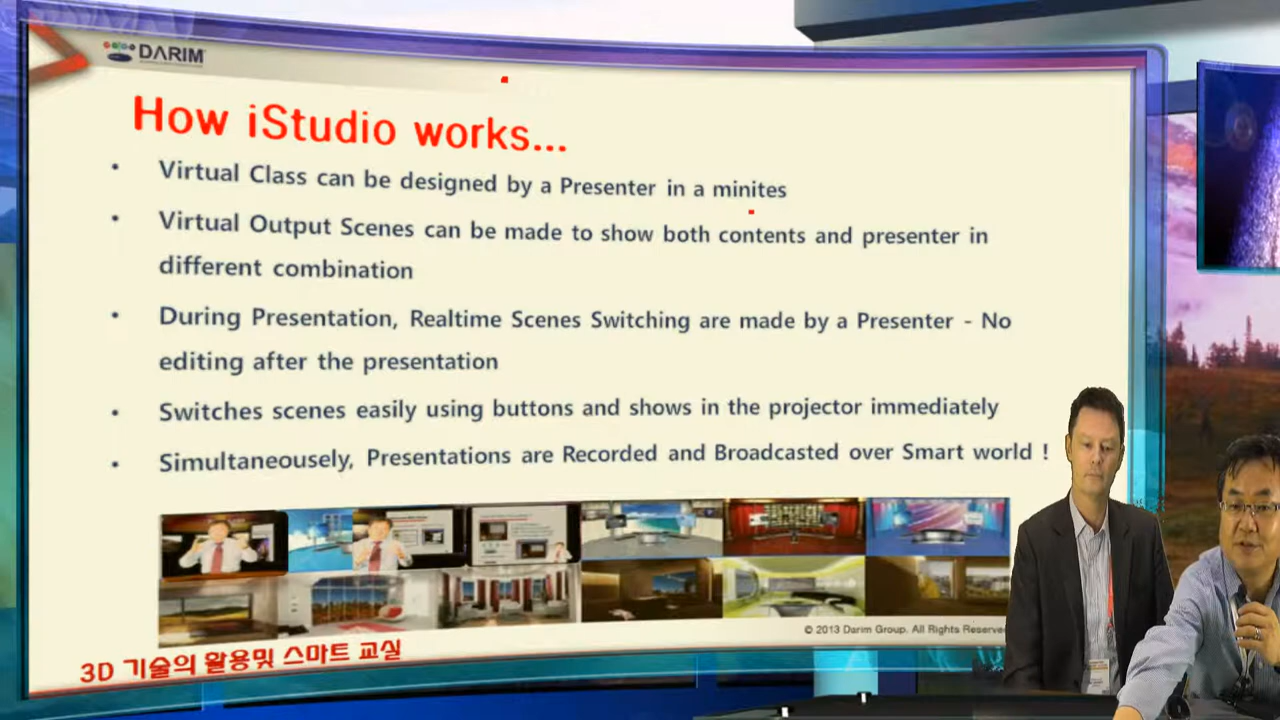 DARIM
How iStudio works...
• Virtual Class can be designed by a Presenter in a minites
• Virtual Output Scenes can be made to show both contents and presenter in
different combination
• During Presentation, Realtime Scenes Switching are made by a Presenter - No
editing after the presentation
• Switches scenes easily using buttons and shows in the projector immediately
• Simultaneousely, Presentations are Recorded and Broadcasted over Smart world !
© 2013 Darim Group. All Rights Reserve
3D 기술의 활용및 스마트 교실